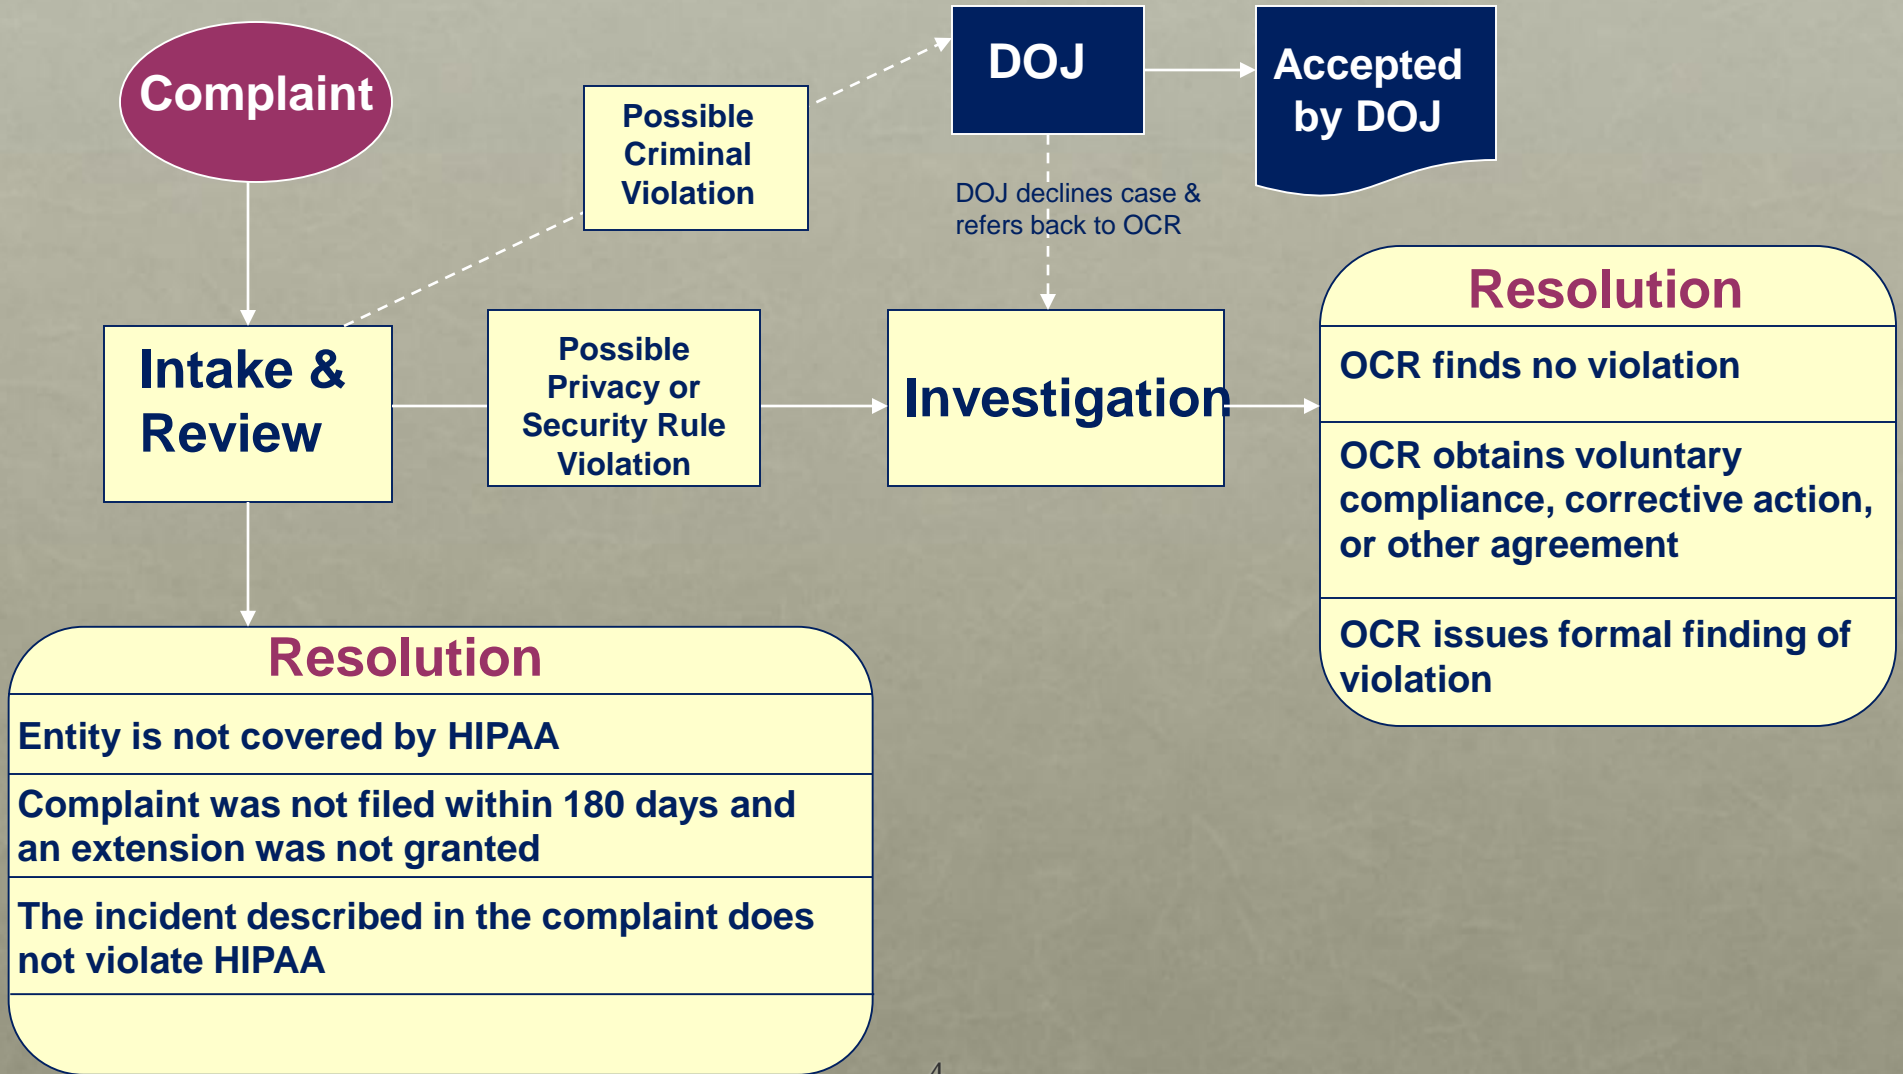 Complaint
Possible
Criminal
Violation
DOJ
Accepted
by DOJ
DOJ declines case &
refers back to OCR
Intake &
Review
Possible
Privacy or
Security Rule
Violation
Investigation
Resolution
OCR finds no violation
OCR obtains voluntary
compliance, corrective action,
or other agreement
OCR issues formal finding of
violation
Resolution
Entity is not covered by HIPAA
Complaint was not filed within 180 days and
an extension was not granted
The incident described in the complaint does
not violate HIPAA
4